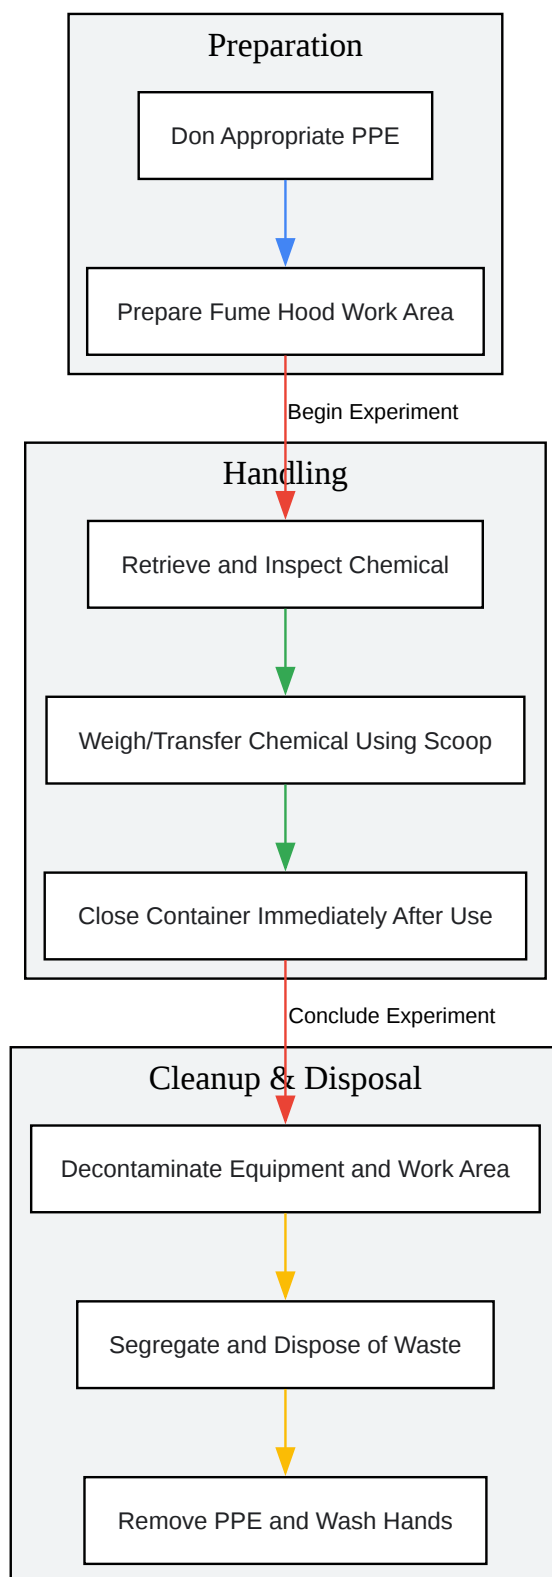 Preparation
Don Appropriate PPE
Prepare Fume Hood Work Area
Begin Experiment
Handling
Retrieve and Inspect Chemical
Weigh/Transfer Chemical Using Scoop
Close Container Immediately After Use
Conclude Experiment
Cleanup & Disposal
Decontaminate Equipment and Work Area
Segregate and Dispose of Waste
Remove PPE and Wash Hands